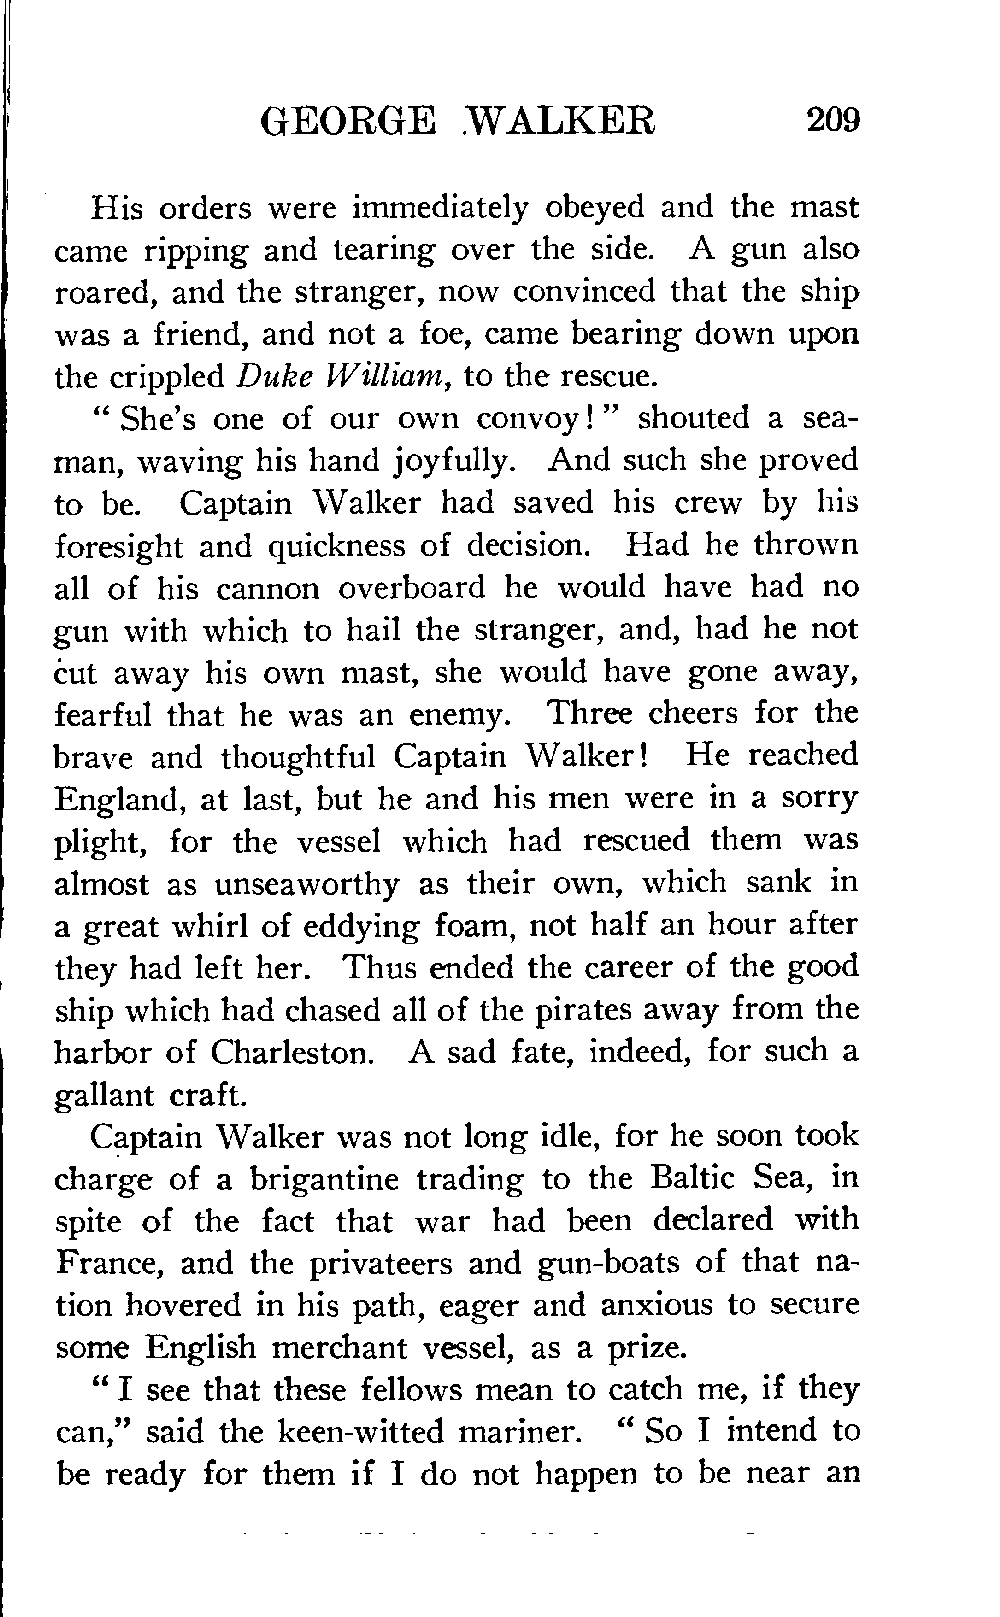 GEORGE WALKER 209
His orders were immediately obeyed and the mast
came ripping and tearing over the side. A gun also
roared, and the stranger, now convinced that the ship
was a friend, and not a foe, came bearing down upon
the crippled Duke William, to the rescue.
“ She’s one of our own convoy! ” shouted a sea-
man, waving his hand joyfully. And such she proved
to be. Captain Walker had saved his crew by his
foresight and quickness of decision. Had he thrown
all of his cannon overboard he would have had no
gun with which to hail the stranger, and, had he not
cut away his own mast, she would have gone away,
fearful that he was an enemy. Three cheers for the
brave and thoughtful Captain Walker! He reached
England, at last, but he and his men were in a sorry
plight, for the vessel which had rescued them was
almost as unseaworthy as their own, which sank in
a great whirl of eddying foam, not half an hour after
they had left her. Thus ended the career of the good
ship which had chased all of the pirates away from the
harbor of Charleston. A sad fate, indeed, for such a
gallant craft.
Captain Walker was not long idle, for he soon took
charge of a brigantine trading to the Baltic Sea, in
spite of the fact that war had been declared with
France, and the privateers and gun-boats of that na-
tion hovered in his path, eager and anxious to secure
some English merchant vessel, as a prize.
“ I see that these fellows mean to catch me, if they
can,” said the keen-witted mariner. “ So I intend to
be ready for them if I do not happen to be near an